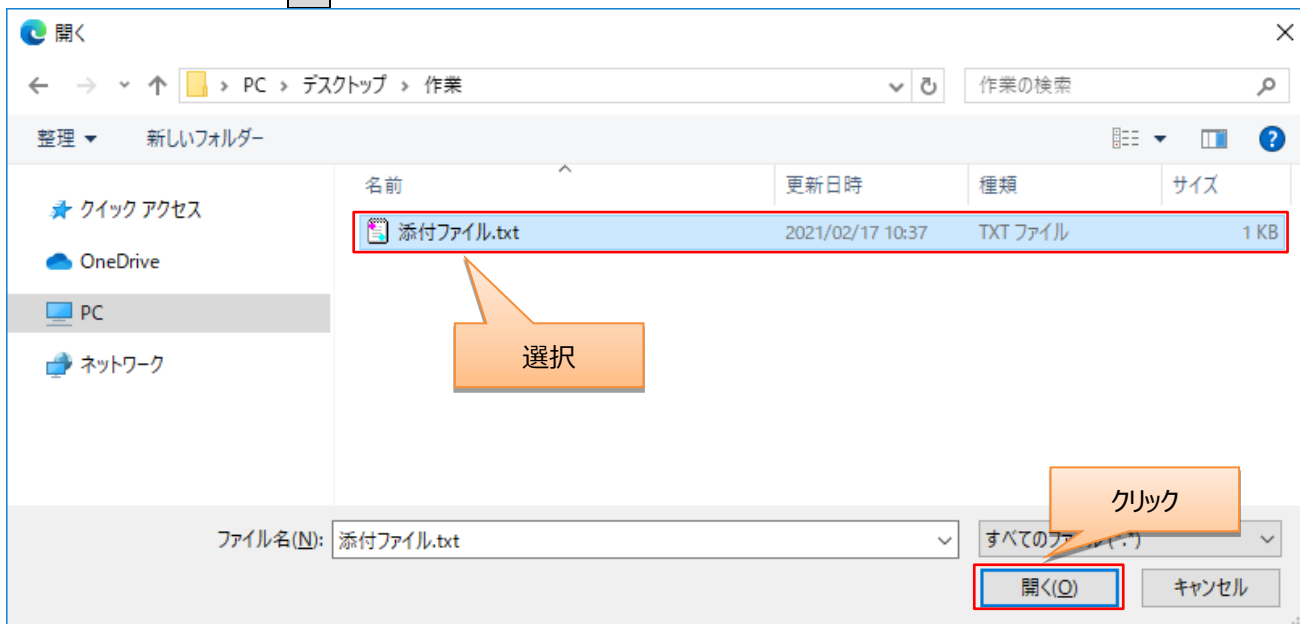 開く
PC › デスクトップ › 作業
作業の検索
整理 新しいフォルダー
名前 更新日時 種類 サイズ
クイック アクセス
添付ファイル.txt 2021/02/17 10:37 TXT ファイル 1 KB
OneDrive
PC
選択
ネットワーク
クリック
ファイル名(N): 添付ファイル.txt
すべてのファイル (*.*)
開く(O) キャンセル